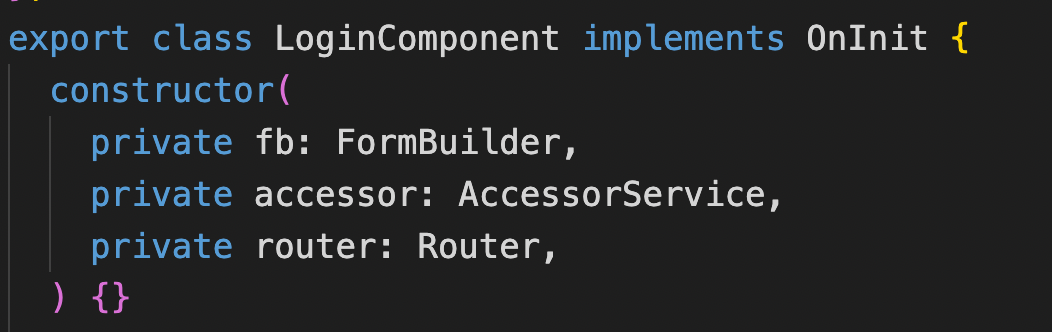 export class LoginComponent implements OnInit {
constructor(
private fb: FormBuilder,
private accessor: AccessorService,
private router: Router,
) {}